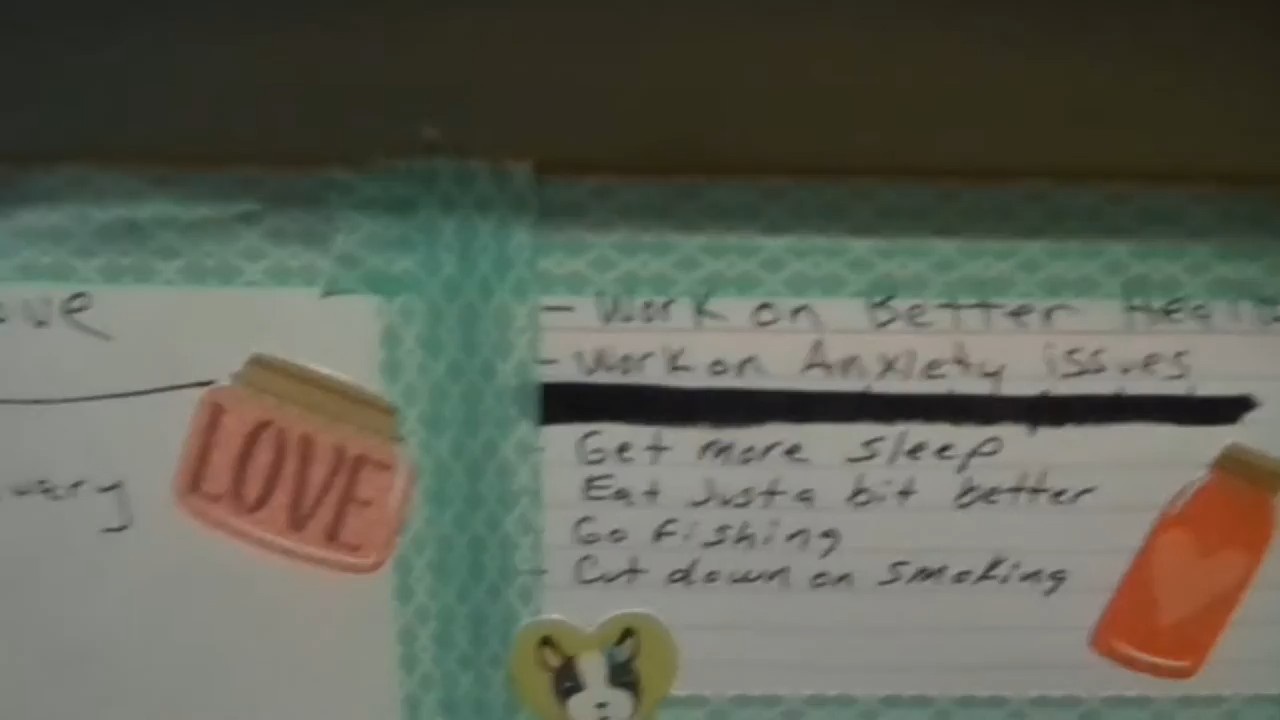 LOVE
- Work on Better Healt
- Work on Anxiety issues
- Get more sleep
- Eat Just a bit better
Go fishing
- Cut down on smoking